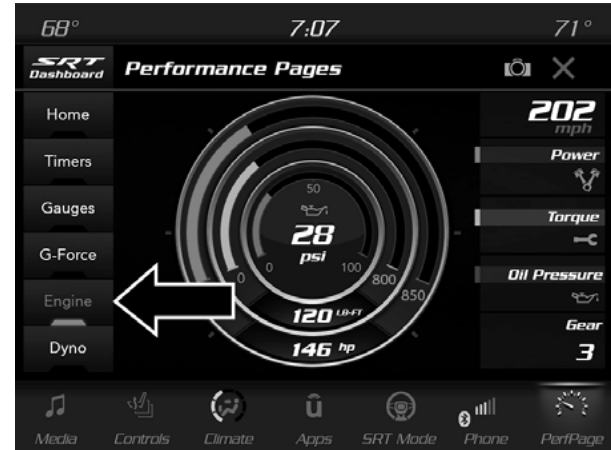 68°
7:07
71°
SRT
Dashboard
Performance Pages
Home
Timers
Gauges
G-Force
Engine
Dyno
50
28
psi
0
100
0
800
850
120 LB-FT
146 hp
202
mph
Power
Torque
Oil Pressure
Gear
3
Media
Controls
Climate
û
Apps
SRT Mode
Phone
PerfPage